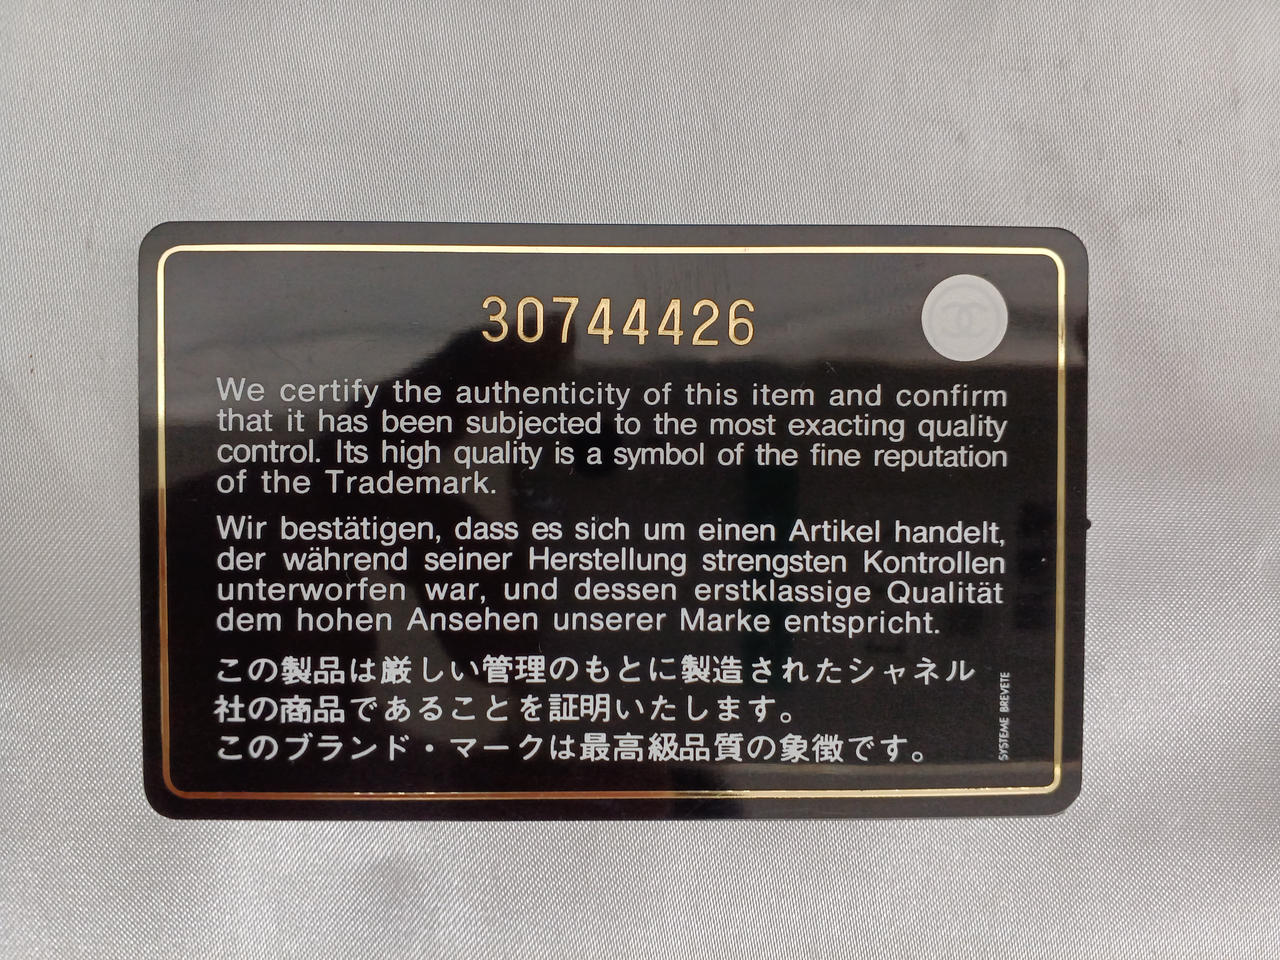 30744426
We certify the authenticity of this item and confirm
that it has been subjected to the most exacting quality
control. Its high quality is a symbol of the fine reputation
of the Trademark.
Wir bestätigen, dass es sich um einen Artikel handelt,
der während seiner Herstellung strengsten Kontrollen
unterworfen war, und dessen erstklassige Qualität
dem hohen Ansehen unserer Marke entspricht.
この製品は厳しい管理のもとに製造されたシャネル
社の商品であることを証明いたします。
このブランド・マークは最高級品質の象徴です。
SYSTEME BREVETE